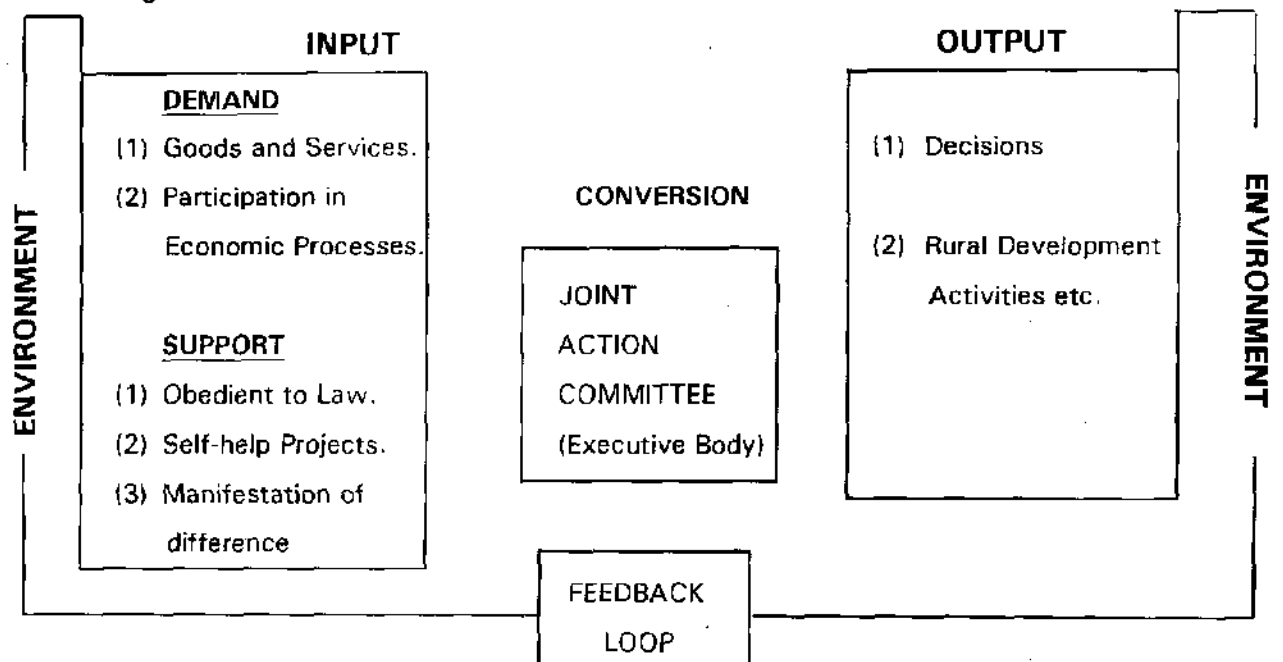 INPUT
DEMAND
(1) Goods and Services.
(2) Participation in
Economic Processes.
SUPPORT
(1) Obedient to Law.
(2) Self-help Projects.
(3) Manifestation of
difference
ENVIRONMENT
CONVERSION
JOINT
ACTION
COMMITTEE
(Executive Body)
OUTPUT
(1) Decisions
(2) Rural Development
Activities etc.
ENVIRONMENT
FEEDBACK
LOOP